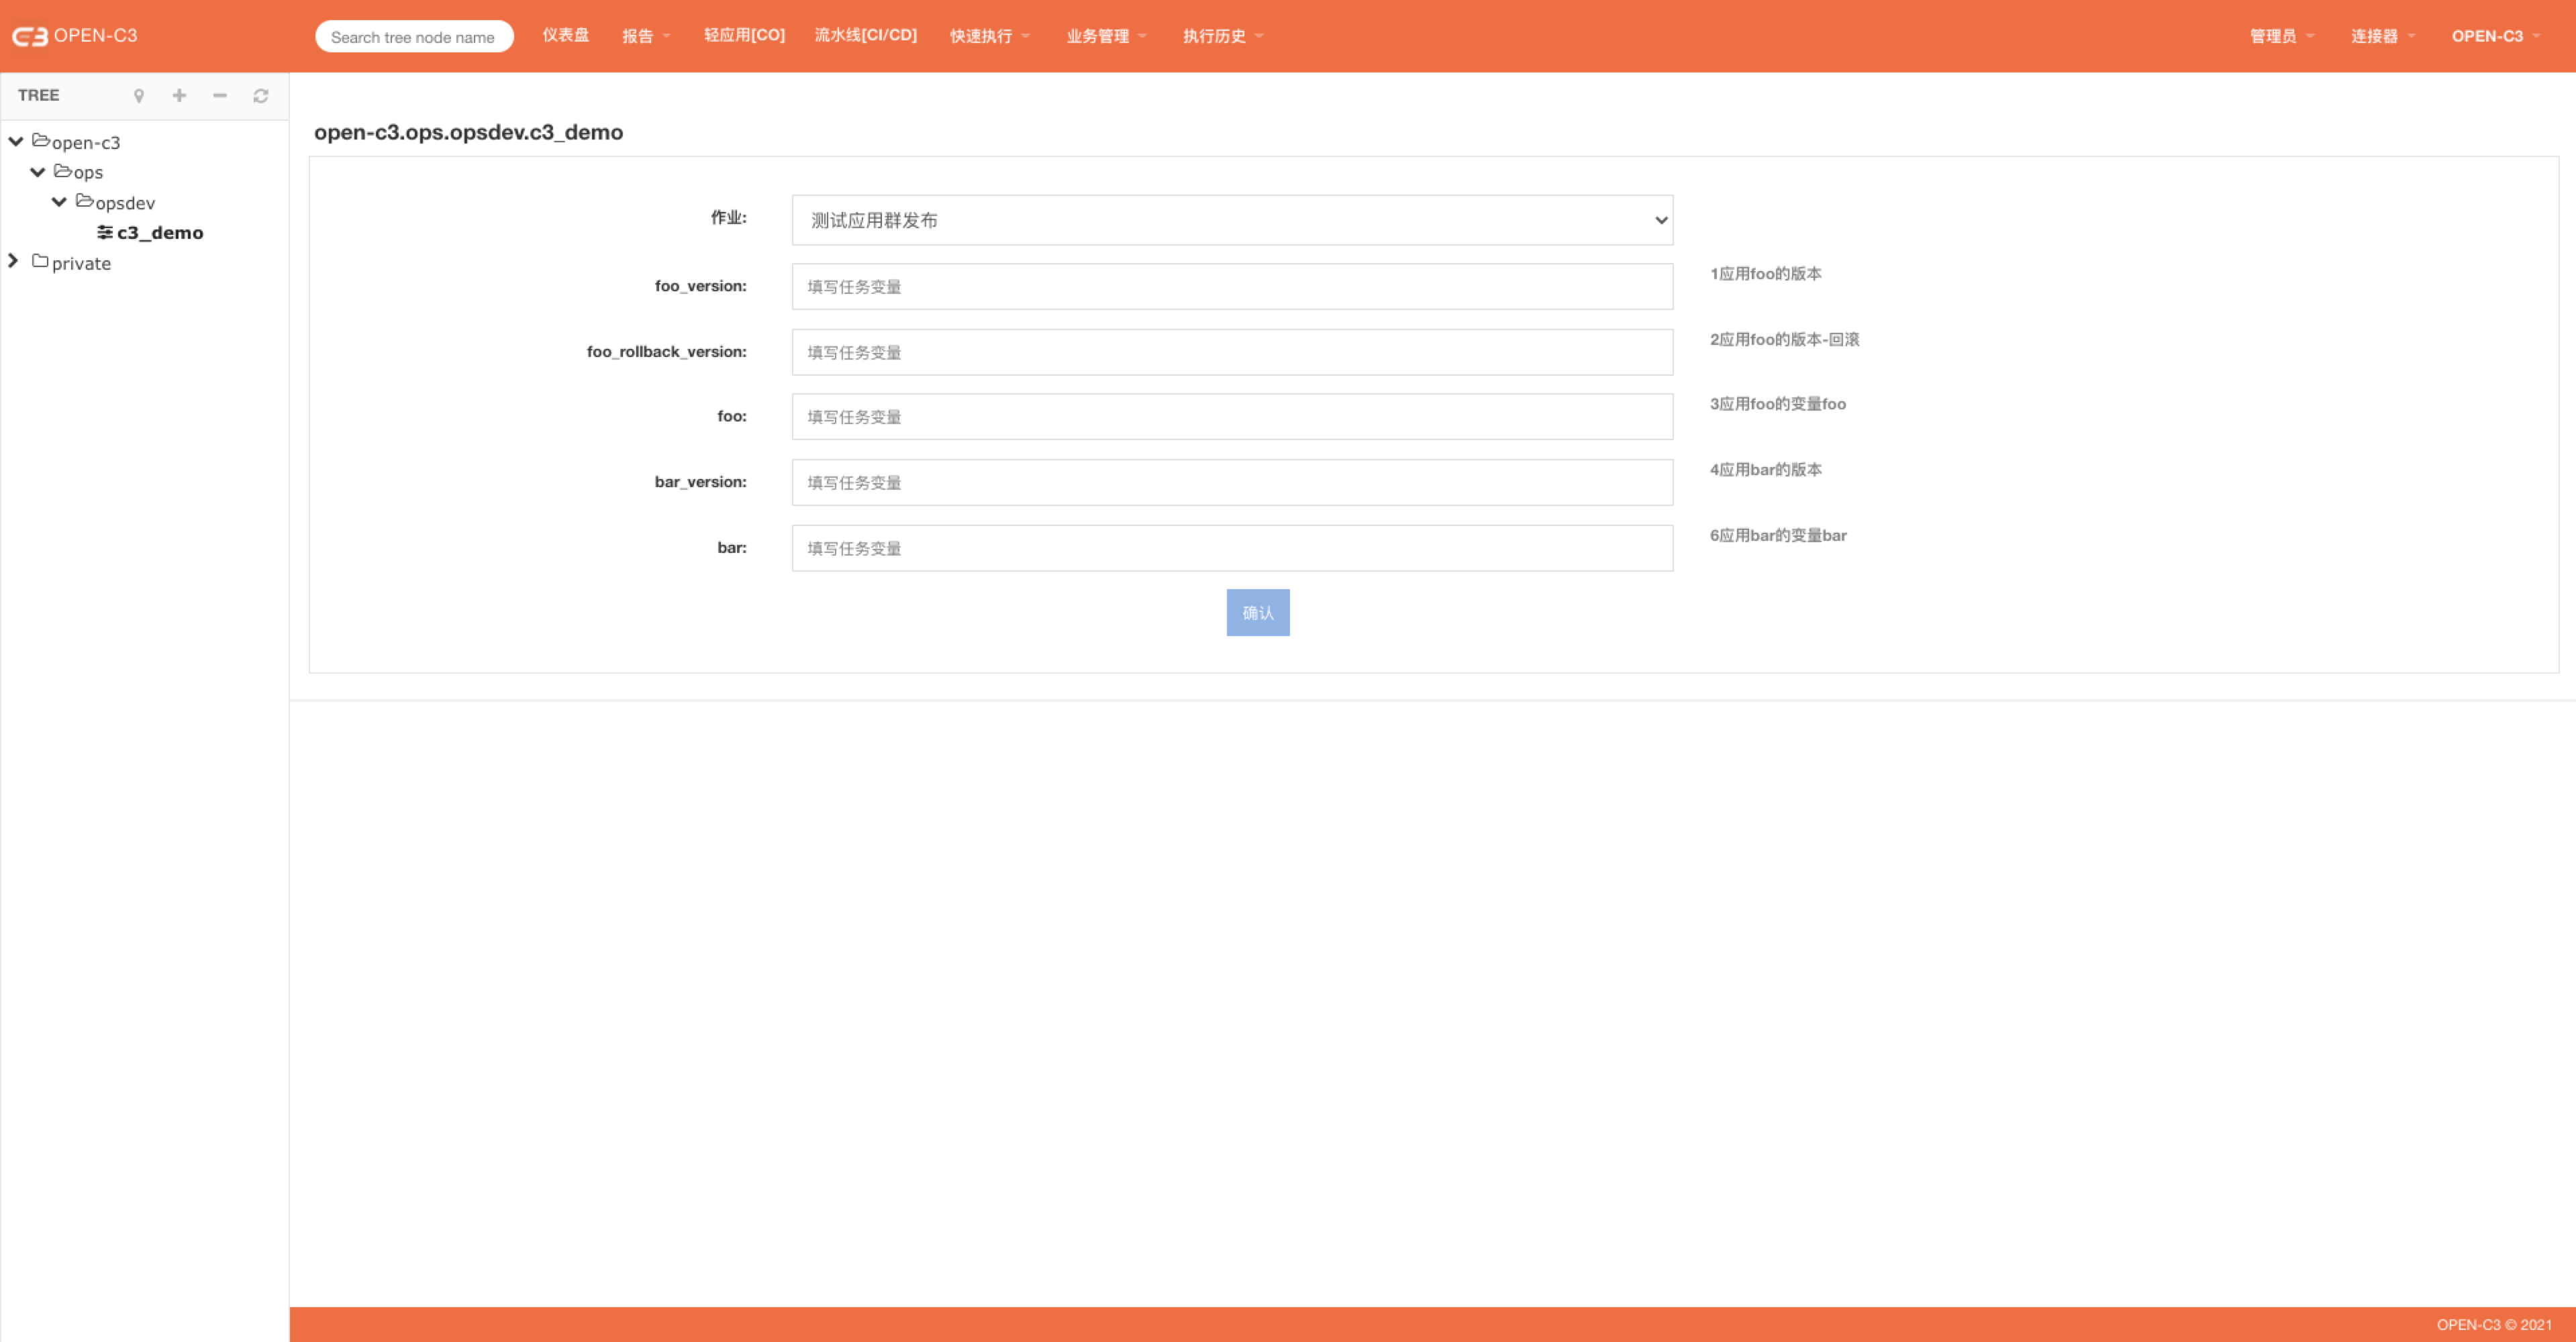 OPEN-C3
Search tree node name 仪表盘 报告 轻应用[CO] 流水线[CI/CD] 快速执行 业务管理 执行历史 管理员 连接器 OPEN-C3
TREE
open-c3
ops
opsdev
c3_demo
private
open-c3.ops.opsdev.c3_demo
作业: 测试应用群发布
foo_version: 填写任务变量 1应用foo的版本
foo_rollback_version: 填写任务变量 2应用foo的版本-回滚
foo: 填写任务变量 3应用foo的变量foo
bar_version: 填写任务变量 4应用bar的版本
bar: 填写任务变量 6应用bar的变量bar
确认
OPEN-C3 © 2021